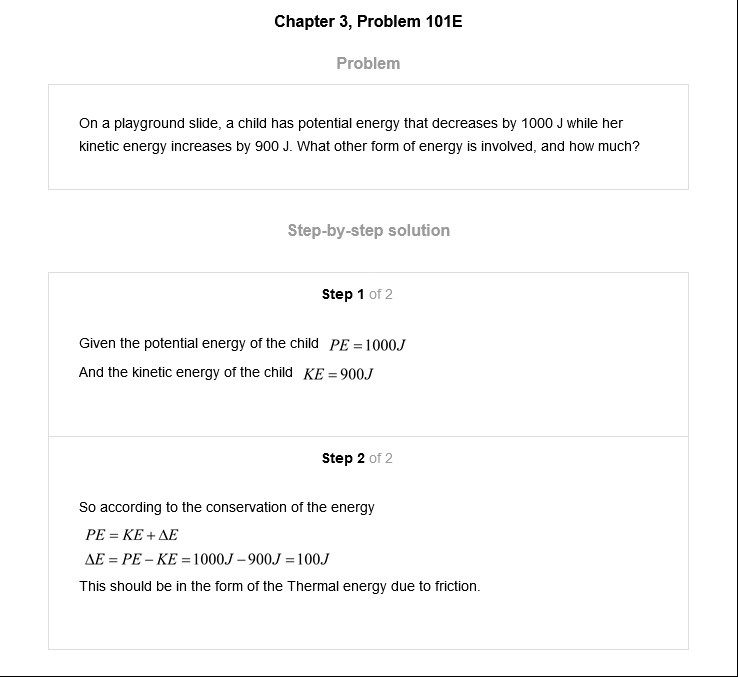 Chapter 3, Problem 101E
Problem
On a playground slide, a child has potential energy that decreases by 1000 J while her
kinetic energy increases by 900 J. What other form of energy is involved, and how much?
Step-by-step solution
Step 1 of 2
Given the potential energy of the child PE = 1000J
And the kinetic energy of the child KE = 900J
Step 2 of 2
So according to the conservation of the energy
PE = KE + ΔE
ΔE = PE − KE = 1000J − 900J = 100J
This should be in the form of the Thermal energy due to friction.